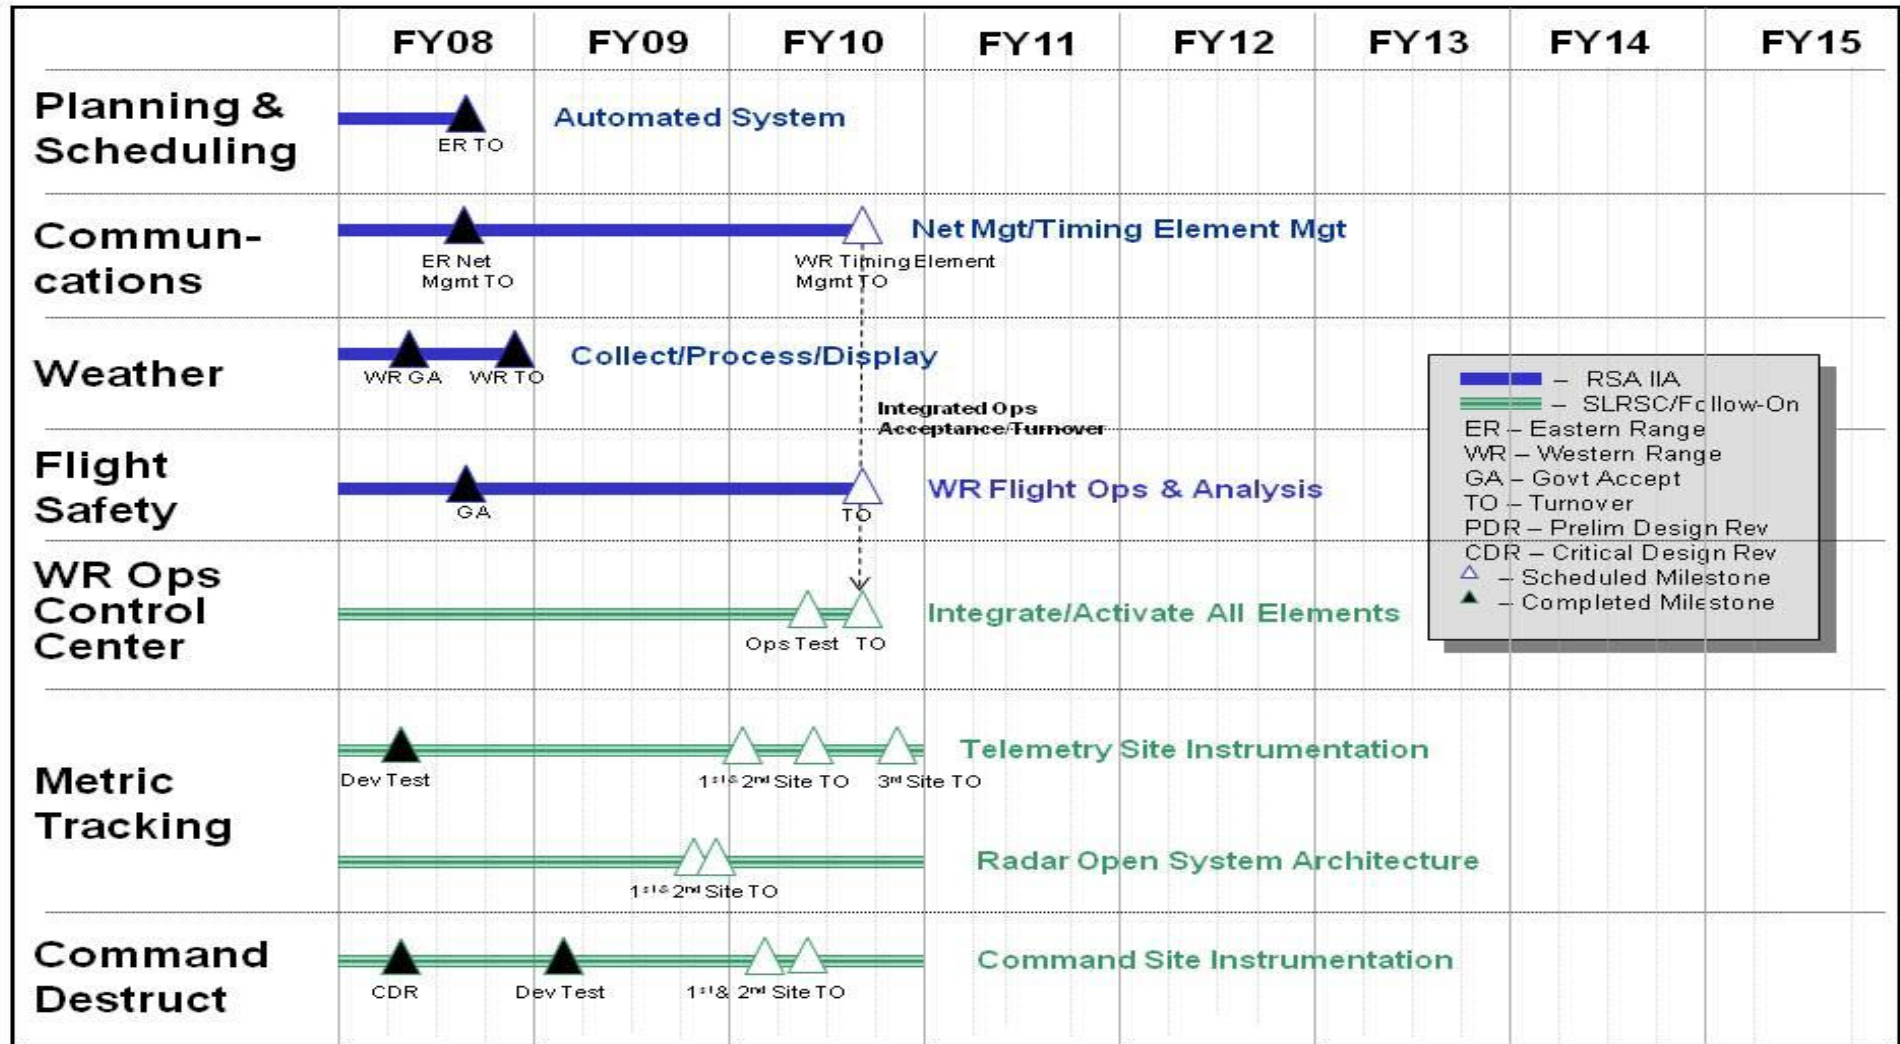 FY08 FY09 FY10 FY11 FY12 FY13 FY14 FY15
Planning &
Scheduling
Automated System
ER TO
Commun-
cations
Net Mgt/Timing Element Mgt
ER Net
Mgmt TO
WR Timing Element
Mgmt TO
Weather
Collect/Process/Display
WR GA WR TO
Integrated Ops
Acceptance/Turnover
Flight
Safety
WR Flight Ops & Analysis
GA TO
WR Ops
Control
Center
Integrate/Activate All Elements
Ops Test TO
Metric
Tracking
Telemetry Site Instrumentation
Dev Test 1st & 2nd Site TO 3rd Site TO
Radar Open System Architecture
1st & 2nd Site TO
Command
Destruct
Command Site Instrumentation
CDR Dev Test 1st & 2nd Site TO
– RSA IIA
– SLRSC/Follow-On
ER – Eastern Range
WR – Western Range
GA – Govt Accept
TO – Turnover
PDR – Prelim Design Rev
CDR – Critical Design Rev
– Scheduled Milestone
– Completed Milestone